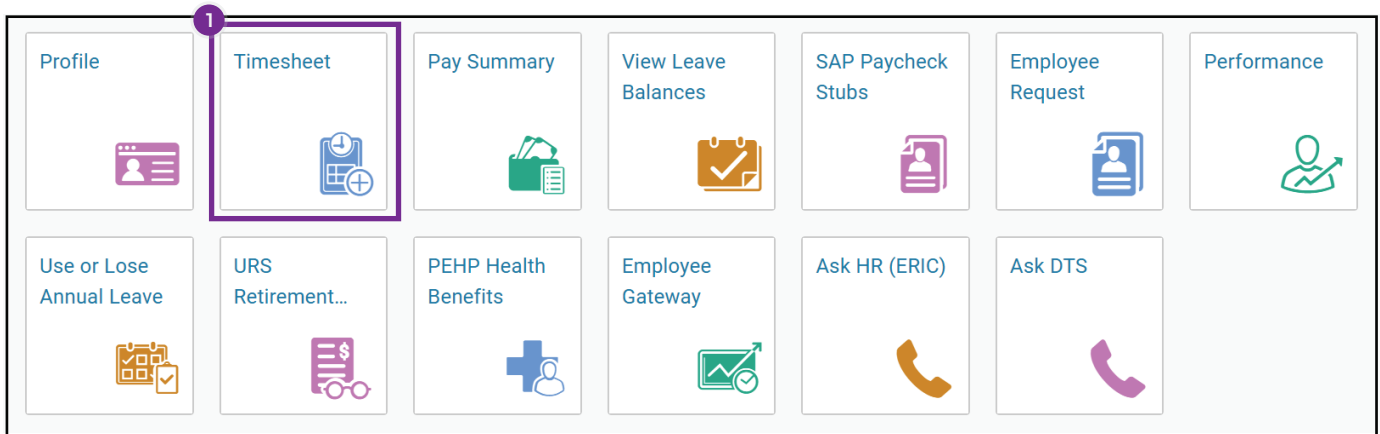 1
Profile
Timesheet
Pay Summary
View Leave
Balances
SAP Paycheck
Stubs
Employee
Request
Performance
Use or Lose
Annual Leave
URS
Retirement...
PEHP Health
Benefits
Employee
Gateway
Ask HR (ERIC)
Ask DTS